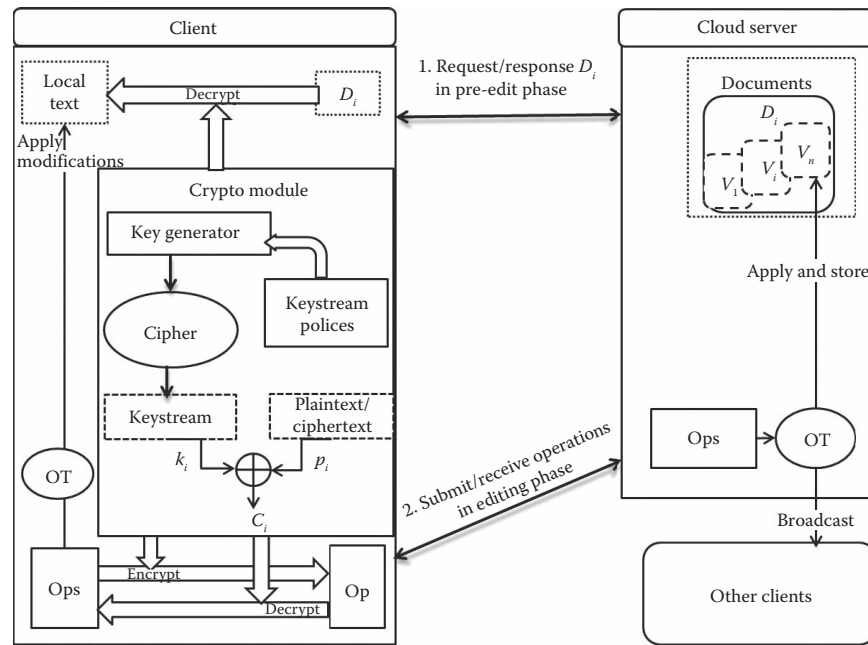 Client
Local
text
Decrypt
D_i
Apply
modifications
Crypto module
Key generator
Keystream
polices
Cipher
Keystream
Plaintext/
ciphertext
k_i
p_i
C_i
OT
Ops
Encrypt
Decrypt
Op
1. Request/response D_i
in pre-edit phase
2. Submit/receive operations
in editing phase
Cloud server
Documents
D_i
V_1
V_i
V_n
Apply and store
Ops
OT
Broadcast
Other clients